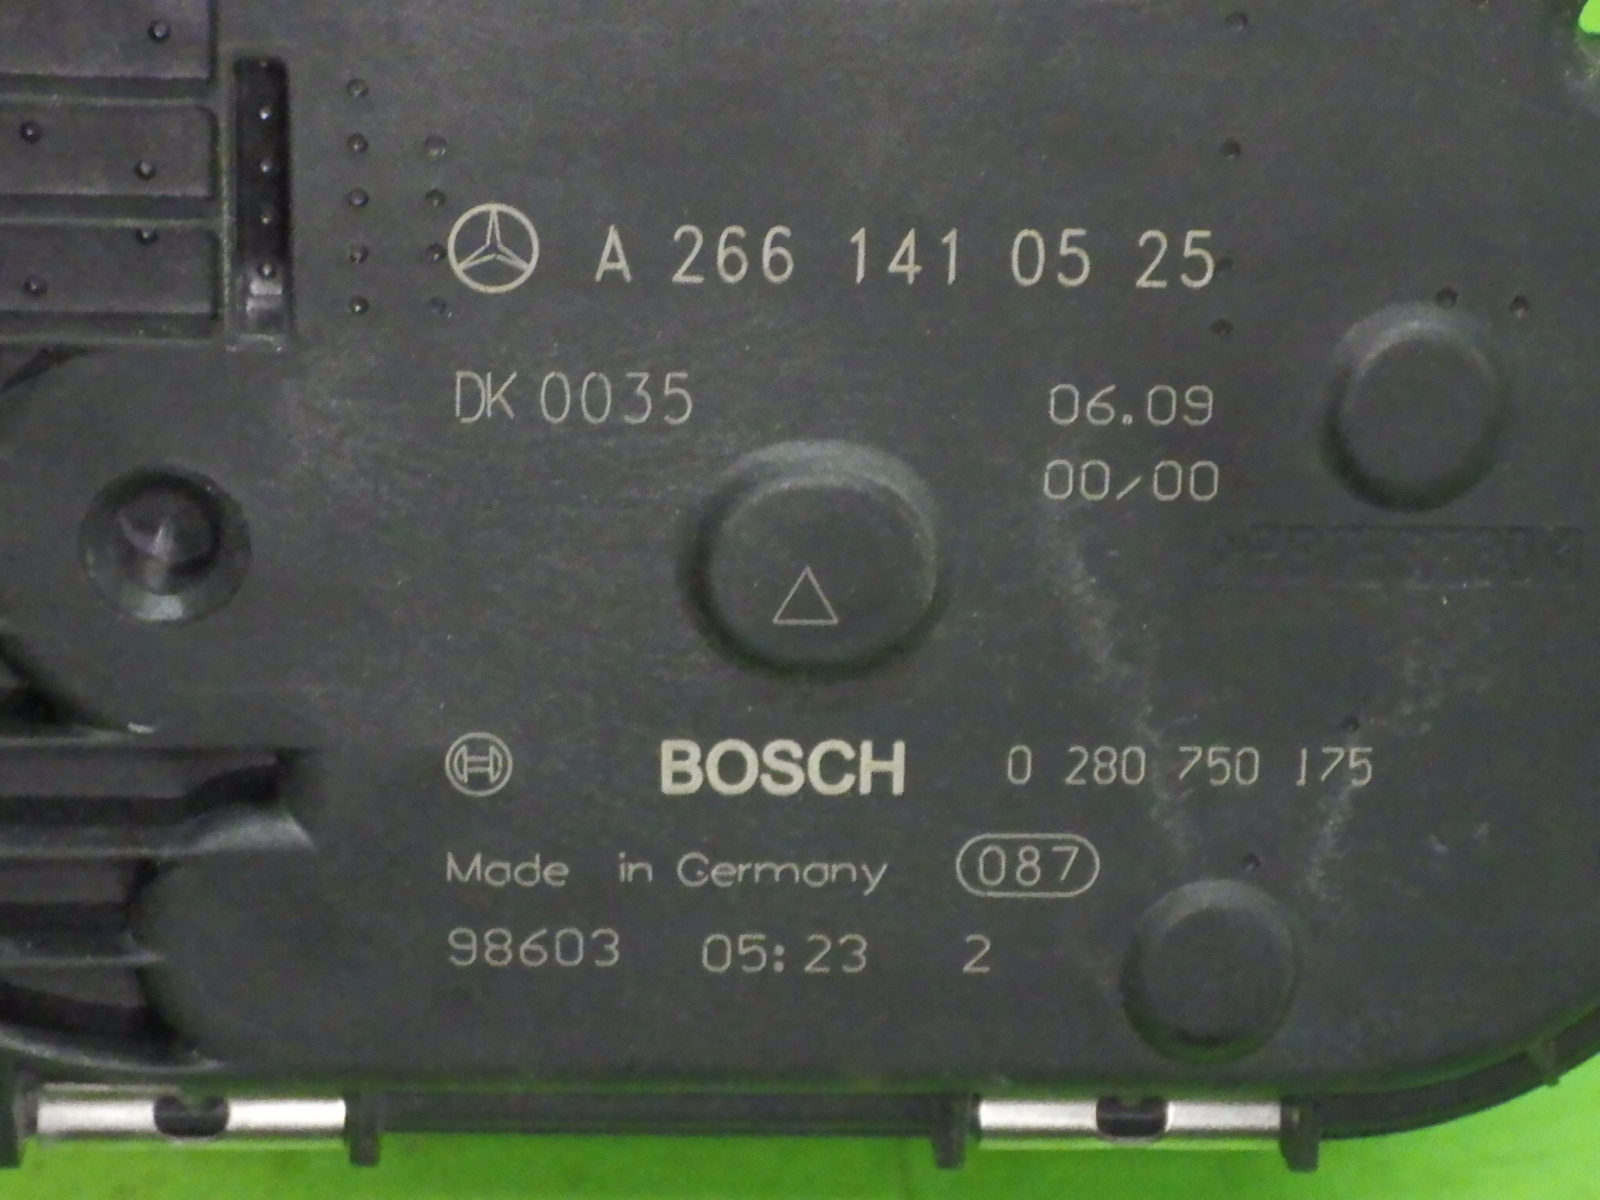 A 266 141 05 25
DK 0035 06.09
00/00
BOSCH 0 280 750 175
Made in Germany 087
98603 05:23 2